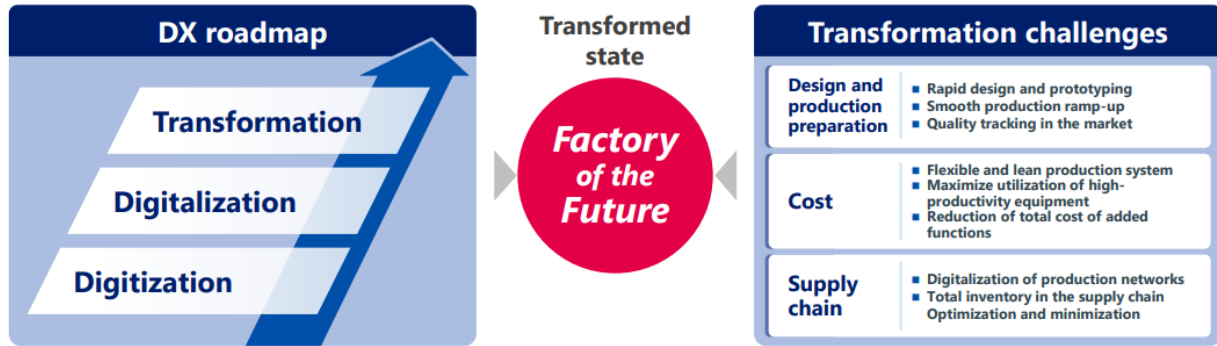 DX roadmap
Transformation
Digitalization
Digitization
Transformed
state
Factory
of the
Future
Transformation challenges
Design and
production
preparation
■ Rapid design and prototyping
■ Smooth production ramp-up
■ Quality tracking in the market
Cost
■ Flexible and lean production system
■ Maximize utilization of high-
productivity equipment
■ Reduction of total cost of added
functions
Supply
chain
■ Digitalization of production networks
■ Total inventory in the supply chain
Optimization and minimization